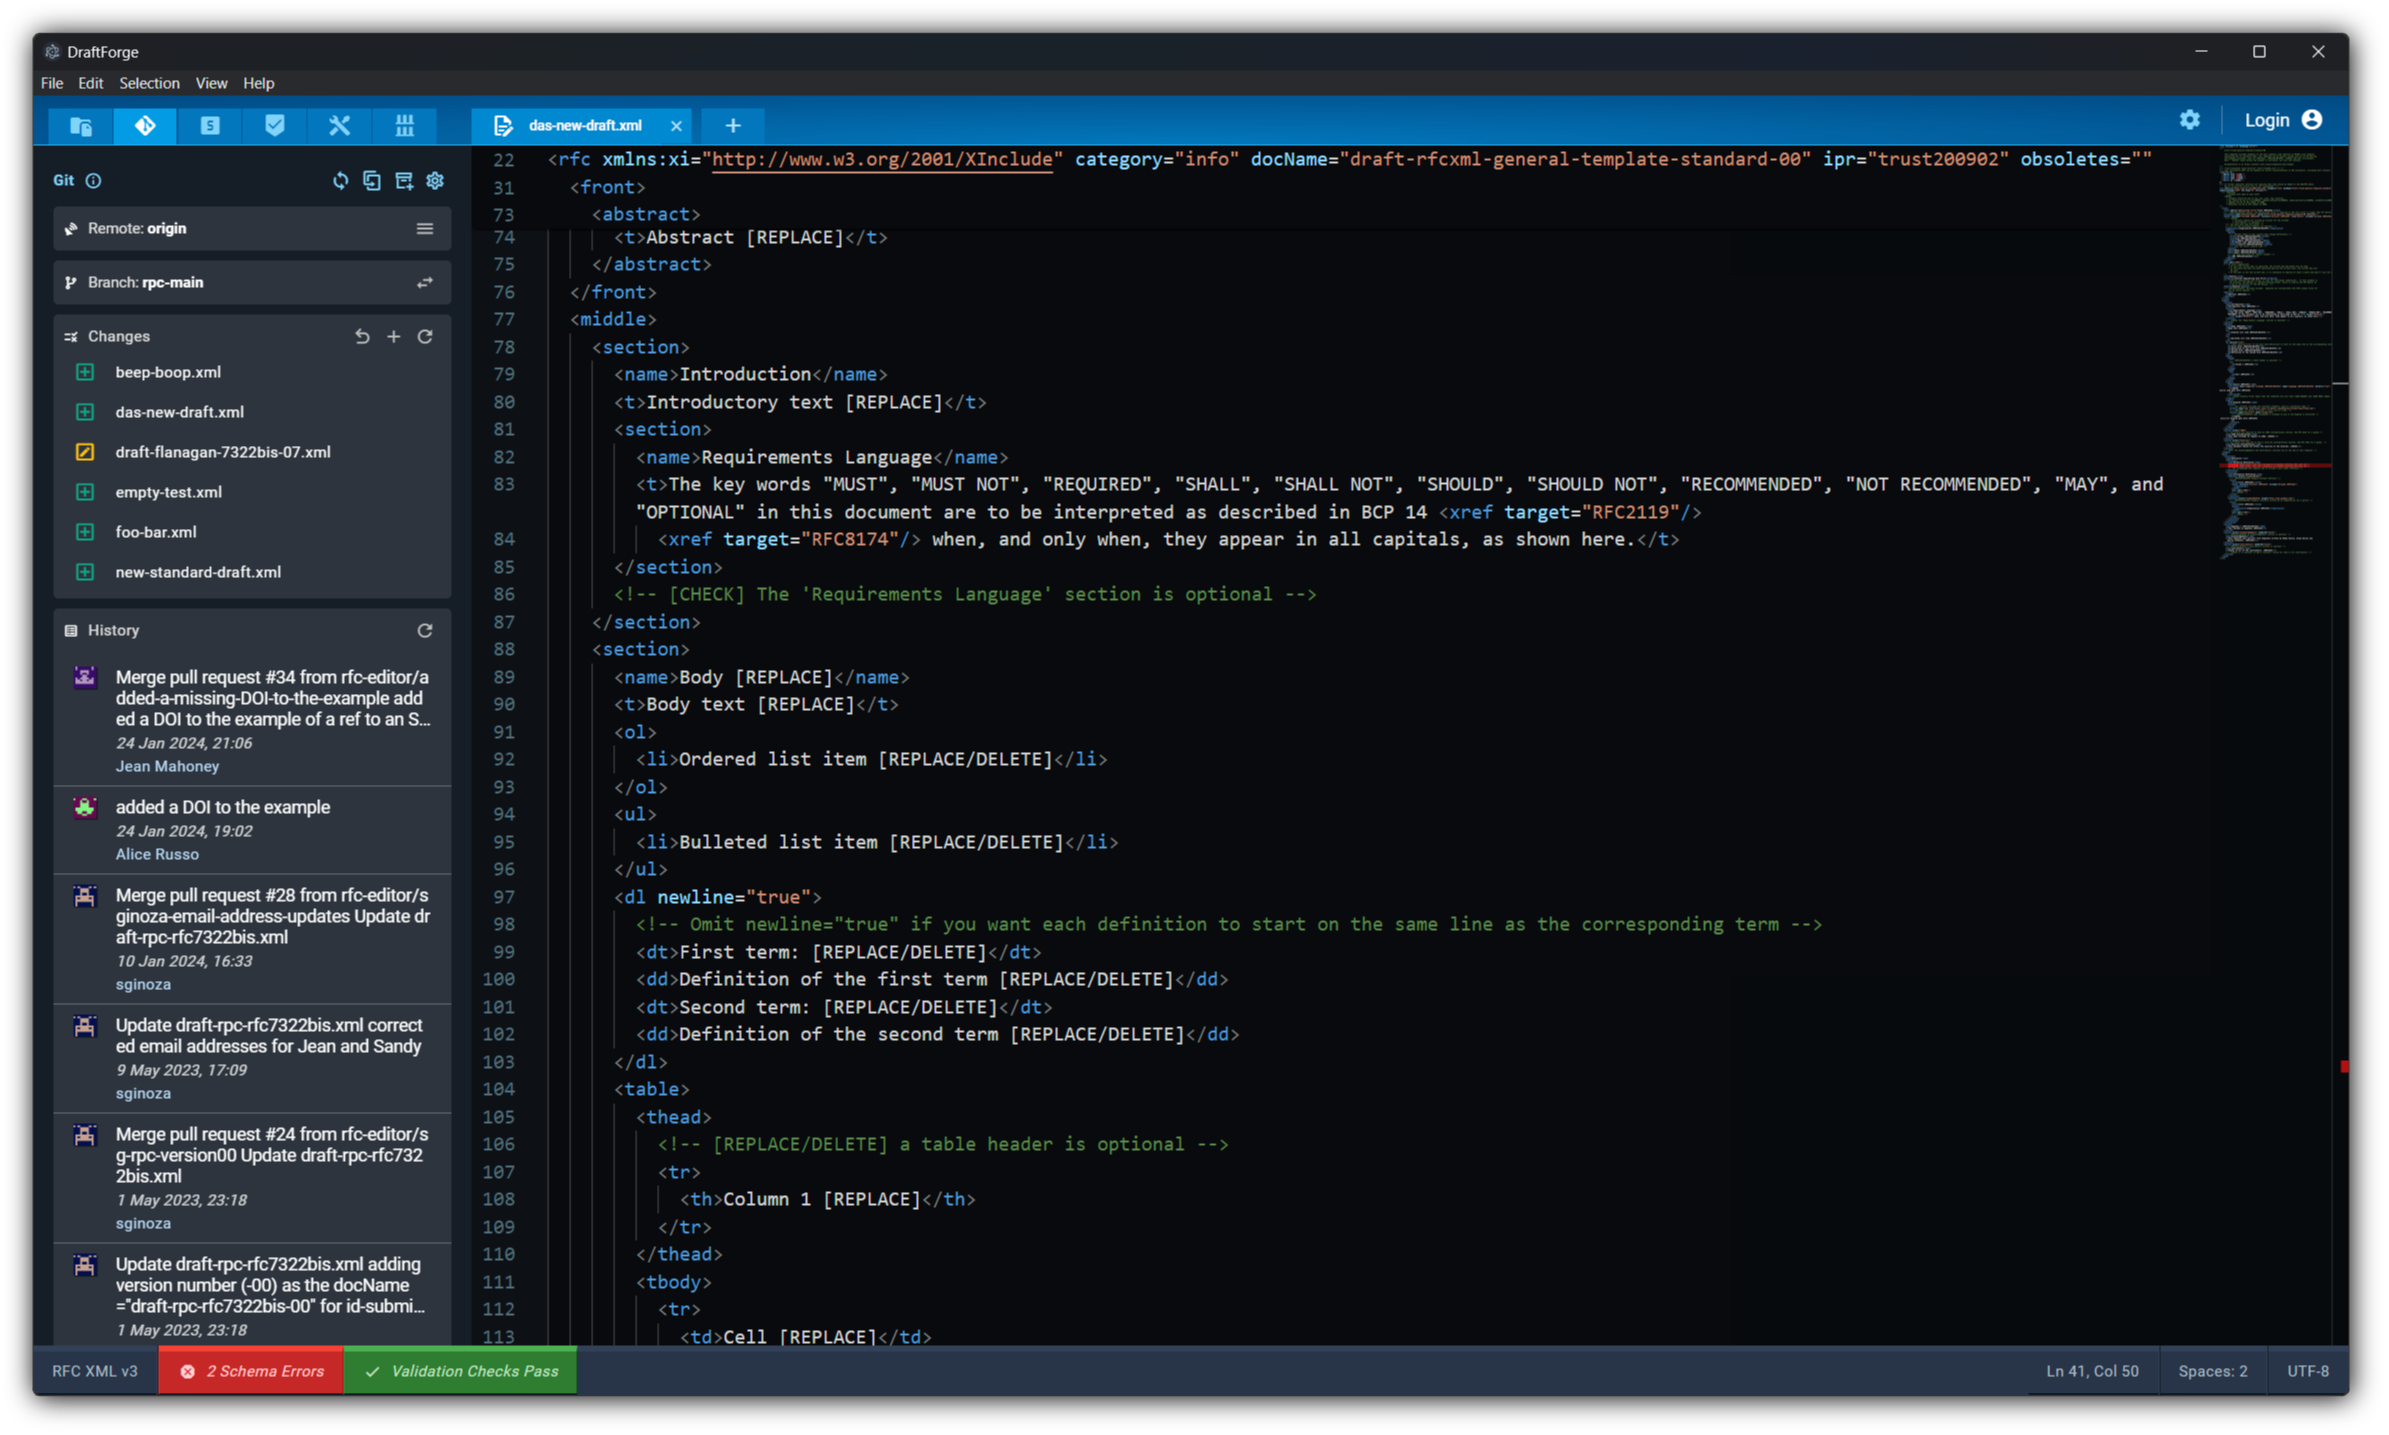 DraftForge
File Edit Selection View Help
das-new-draft.xml
Login
Git
Remote: origin
Branch: rpc-main
Changes
beep-boop.xml
das-new-draft.xml
draft-flanagan-7322bis-07.xml
empty-test.xml
foo-bar.xml
new-standard-draft.xml
History
Merge pull request #34 from rfc-editor/a
dded-a-missing-DOI-to-the-example add
ed a DOI to the example of a ref to an S...
24 Jan 2024, 21:06
Jean Mahoney
added a DOI to the example
24 Jan 2024, 19:02
Alice Russo
Merge pull request #28 from rfc-editor/s
ginoza-email-address-updates Update dr
aft-rpc-rfc7322bis.xml
10 Jan 2024, 16:33
sginoza
Update draft-rpc-rfc7322bis.xml correct
ed email addresses for Jean and Sandy
9 May 2023, 17:09
sginoza
Merge pull request #24 from rfc-editor/s
g-rpc-version00 Update draft-rpc-rfc732
2bis.xml
1 May 2023, 23:18
sginoza
Update draft-rpc-rfc7322bis.xml adding
version number (-00) as the docName
="draft-rpc-rfc7322bis-00" for id-submi...
1 May 2023, 23:18
22 <rfc xmlns:xi="http://www.w3.org/2001/XInclude" category="info" docName="draft-rfcxml-general-template-standard-00" ipr="trust200902" obsoletes=""
31 <front>
73 <abstract>
74 <t>Abstract [REPLACE]</t>
75 </abstract>
76 </front>
77 <middle>
78 <section>
79 <name>Introduction</name>
80 <t>Introductory text [REPLACE]</t>
81 <section>
82 <name>Requirements Language</name>
83 <t>The key words "MUST", "MUST NOT", "REQUIRED", "SHALL", "SHALL NOT", "SHOULD", "SHOULD NOT", "RECOMMENDED", "NOT RECOMMENDED", "MAY", and
"OPTIONAL" in this document are to be interpreted as described in BCP 14 <xref target="RFC2119"/>
84 <xref target="RFC8174"/> when, and only when, they appear in all capitals, as shown here.</t>
85 </section>
86 <!-- [CHECK] The 'Requirements Language' section is optional -->
87 </section>
88 <section>
89 <name>Body [REPLACE]</name>
90 <t>Body text [REPLACE]</t>
91 <ol>
92 <li>Ordered list item [REPLACE/DELETE]</li>
93 </ol>
94 <ul>
95 <li>Bulleted list item [REPLACE/DELETE]</li>
96 </ul>
97 <dl newline="true">
98 <!-- Omit newline="true" if you want each definition to start on the same line as the corresponding term -->
99 <dt>First term: [REPLACE/DELETE]</dt>
100 <dd>Definition of the first term [REPLACE/DELETE]</dd>
101 <dt>Second term: [REPLACE/DELETE]</dt>
102 <dd>Definition of the second term [REPLACE/DELETE]</dd>
103 </dl>
104 <table>
105 <thead>
106 <!-- [REPLACE/DELETE] a table header is optional -->
107 <tr>
108 <th>Column 1 [REPLACE]</th>
109 </tr>
110 </thead>
111 <tbody>
112 <tr>
113 <td>Cell [REPLACE]</td>
RFC XML v3
2 Schema Errors
Validation Checks Pass
Ln 41, Col 50
Spaces: 2
UTF-8